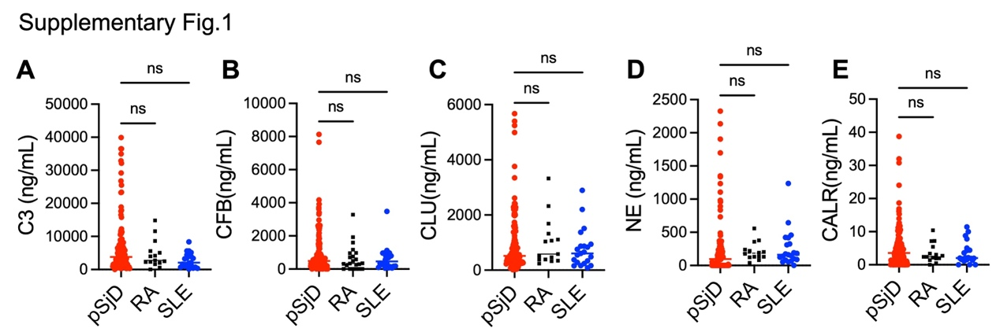 Supplementary Fig.1
A
ns
ns
C3 (ng/mL)
50000
40000
30000
20000
10000
0
pSjD
RA
SLE
B
ns
ns
CFB(ng/mL)
10000
8000
6000
4000
2000
0
pSjD
RA
SLE
C
ns
ns
CLU(ng/mL)
6000
4000
2000
0
pSjD
RA
SLE
D
ns
ns
NE (ng/mL)
2500
2000
1500
1000
500
0
pSjD
RA
SLE
E
ns
ns
CALR(ng/mL)
50
40
30
20
10
0
pSjD
RA
SLE